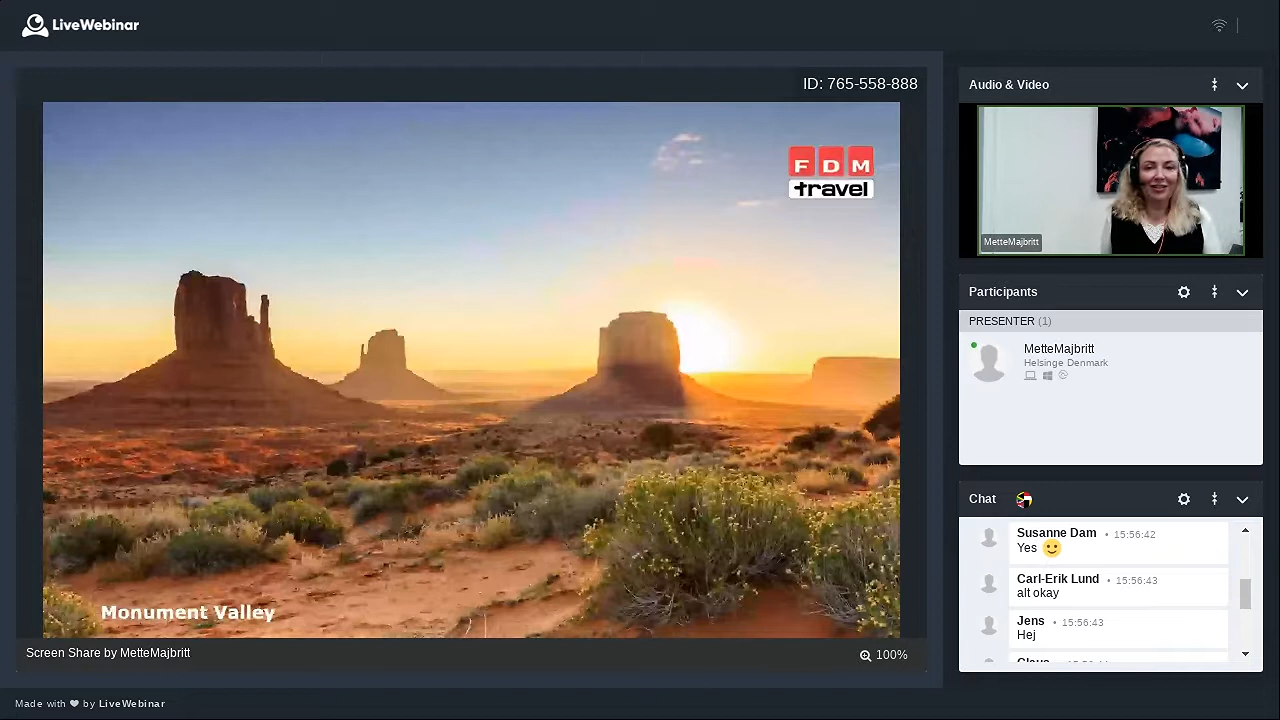 LiveWebinar
ID: 765-558-888
FDM
travel
Monument Valley
Screen Share by MetteMajbritt
100%
Made with by LiveWebinar
Audio & Video
MetteMajbritt
Participants
PRESENTER (1)
MetteMajbritt
Helsinge Denmark
Chat
Susanne Dam • 15:56:42
Yes
Carl-Erik Lund • 15:56:43
alt okay
Jens • 15:56:43
Hej